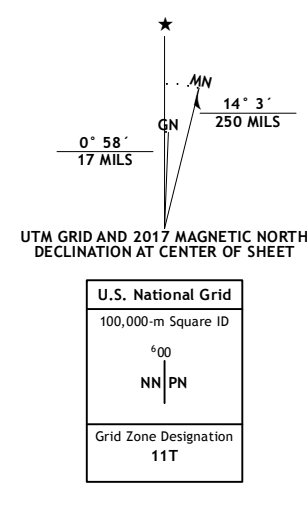 ★
MN
GN
14° 3´
250 MILS
0° 58´
17 MILS
UTM GRID AND 2017 MAGNETIC NORTH
DECLINATION AT CENTER OF SHEET
U.S. National Grid
100,000-m Square ID
⁶00
NN PN
Grid Zone Designation
11T